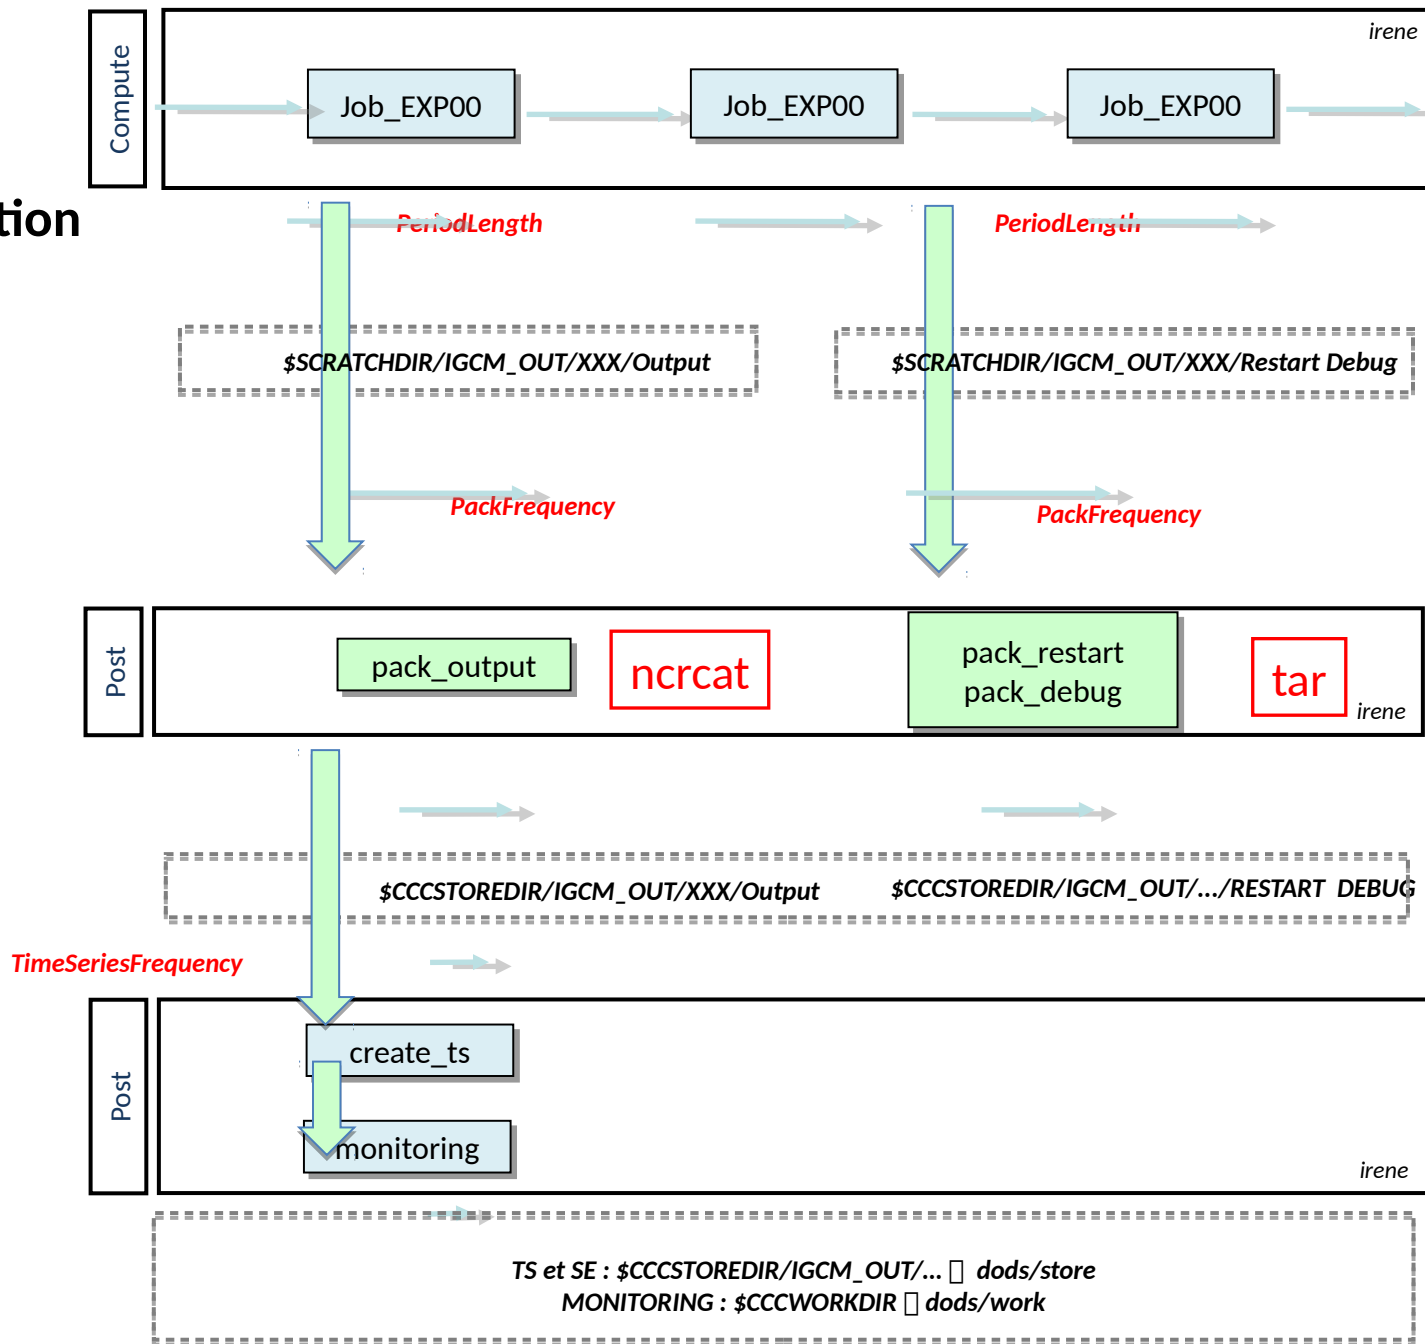 irene
Compute
Job_EXP00
Job_EXP00
Job_EXP00
tion
PeriodLength
PeriodLength
$SCRATCHDIR/IGCM_OUT/XXX/Output
$SCRATCHDIR/IGCM_OUT/XXX/Restart Debug
PackFrequency
PackFrequency
Post
pack_output
ncrcat
pack_restart
pack_debug
tar
irene
$CCCSTOREDIR/IGCM_OUT/XXX/Output
$CCCSTOREDIR/IGCM_OUT/.../RESTART DEBUG
TimeSeriesFrequency
Post
create_ts
monitoring
irene
TS et SE : $CCCSTOREDIR/IGCM_OUT/... dods/store
MONITORING : $CCCWORKDIR dods/work